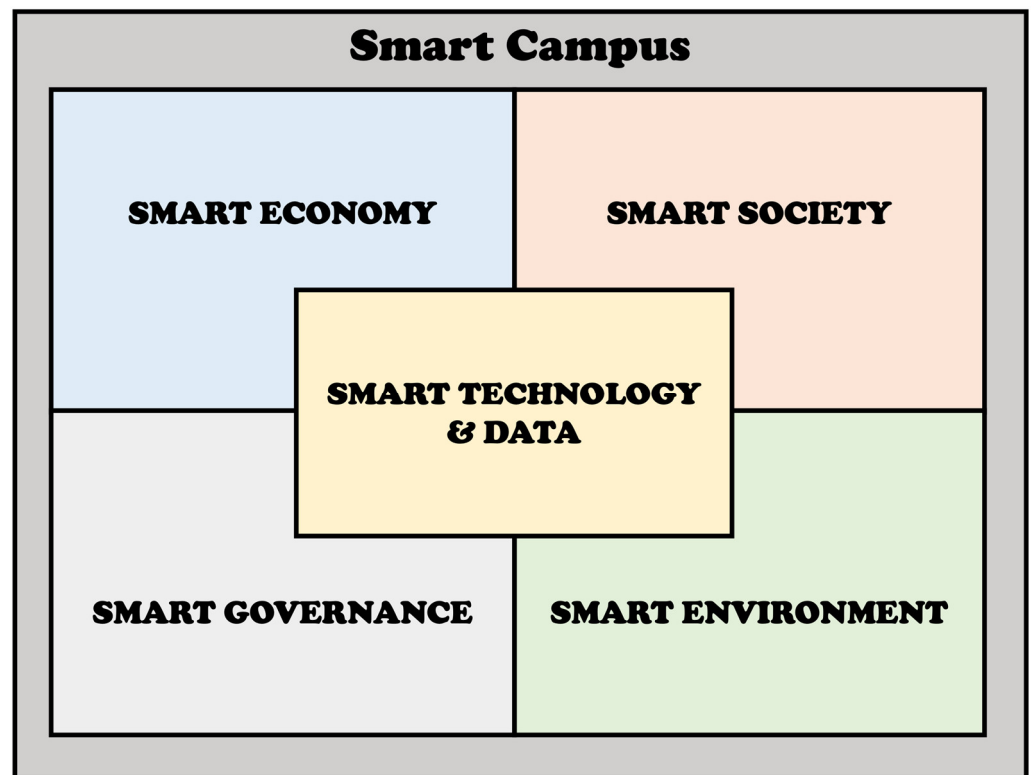 Smart Campus
SMART ECONOMY
SMART SOCIETY
SMART TECHNOLOGY
& DATA
SMART GOVERNANCE
SMART ENVIRONMENT